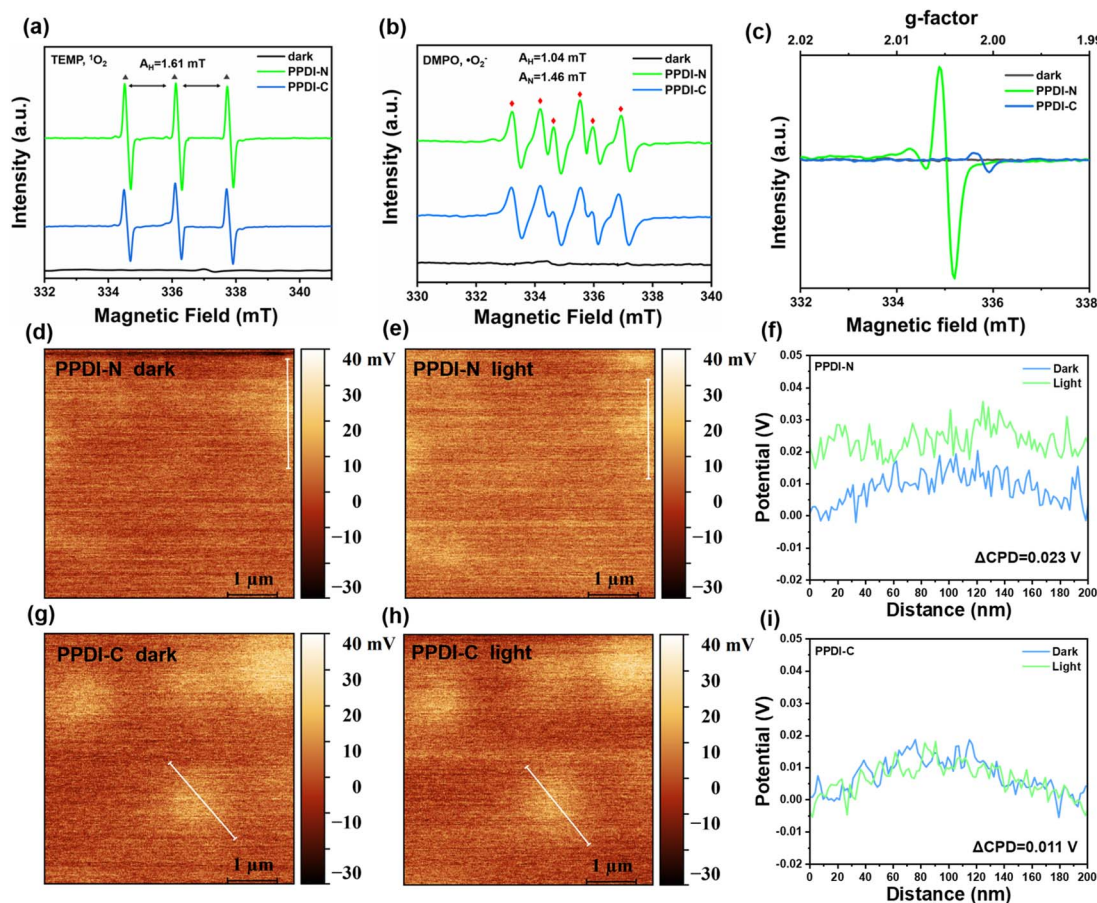 (a)
TEMP, ¹O₂
A_H=1.61 mT
dark
PPDI-N
PPDI-C
Intensity (a.u.)
332 334 336 338 340
Magnetic Field (mT)
(b)
DMPO, •O₂⁻
A_H=1.04 mT
A_N=1.46 mT
dark
PPDI-N
PPDI-C
Intensity (a.u.)
330 332 334 336 338 340
Magnetic Field (mT)
(c)
g-factor
2.02 2.01 2.00 1.99
dark
PPDI-N
PPDI-C
Intensity (a.u.)
332 334 336 338
Magnetic field (mT)
(d)
PPDI-N dark
1 µm
40 mV
30
20
10
0
−10
−20
−30
(e)
PPDI-N light
1 µm
40 mV
30
20
10
0
−10
−20
−30
(f)
PPDI-N
Dark
Light
Potential (V)
0.05
0.04
0.03
0.02
0.01
0.00
-0.01
-0.02
ΔCPD=0.023 V
0 20 40 60 80 100 120 140 160 180 200
Distance (nm)
(g)
PPDI-C dark
1 µm
40 mV
30
20
10
0
−10
−20
−30
(h)
PPDI-C light
1 µm
40 mV
30
20
10
0
−10
−20
−30
(i)
PPDI-C
Dark
Light
Potential (V)
0.05
0.04
0.03
0.02
0.01
0.00
-0.01
-0.02
ΔCPD=0.011 V
0 20 40 60 80 100 120 140 160 180 200
Distance (nm)